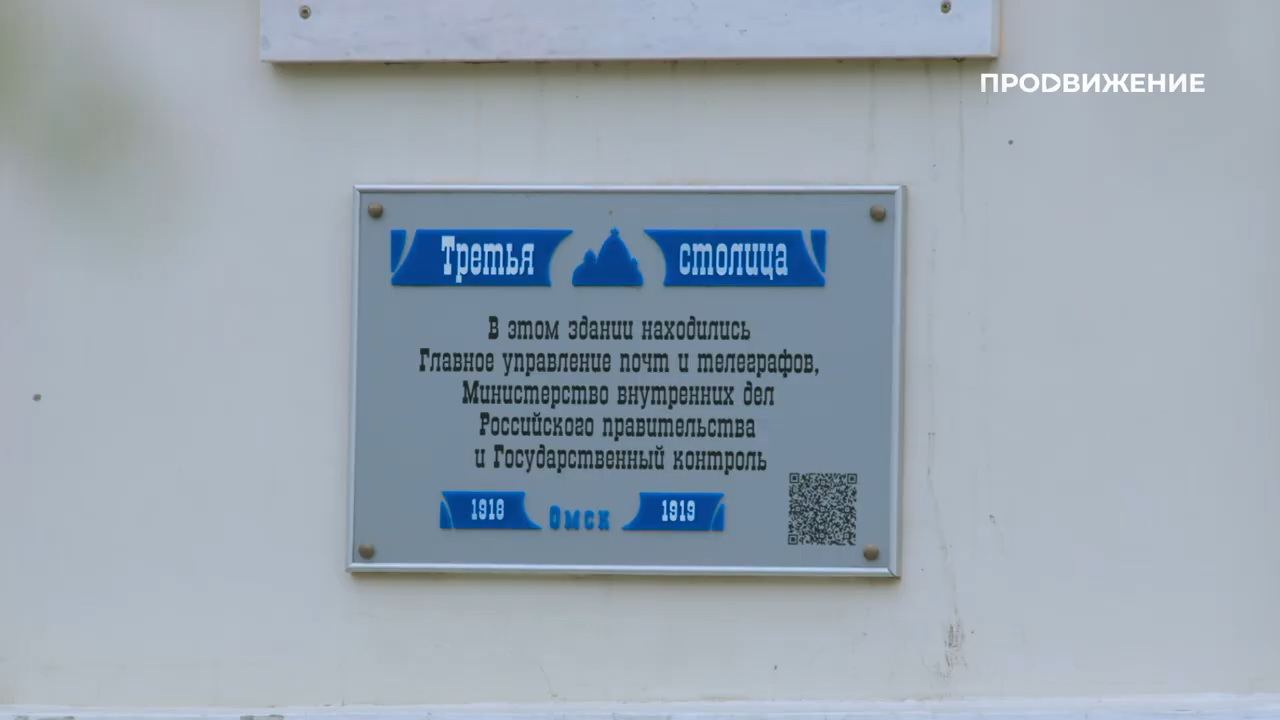 ПРОДВИЖЕНИЕ
Третья столица
В этом здании находились
Главное управление почт и телеграфов,
Министерство внутренних дел
Российского правительства
и Государственный контроль
1918 Омск 1919